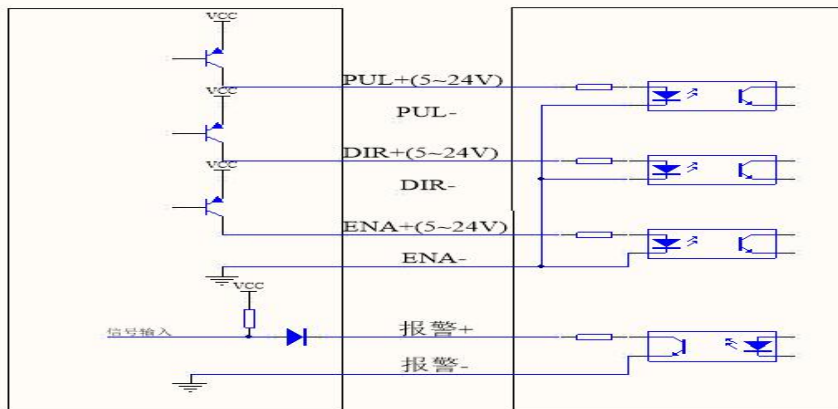 VCC
PUL+(5~24V)
VCC
PUL-
DIR+(5~24V)
VCC
DIR-
ENA+(5~24V)
ENA-
VCC
信号输入
报警+
报警-